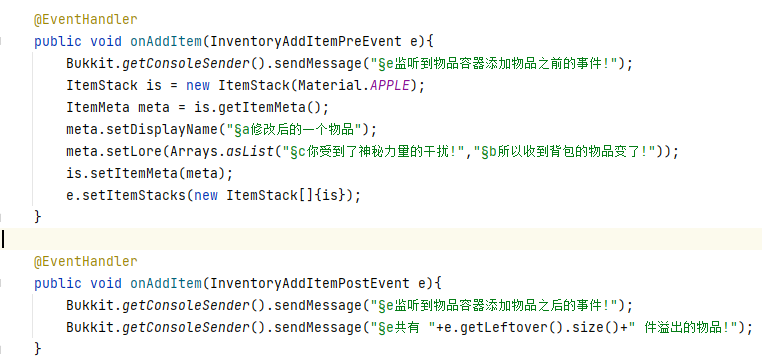 @EventHandler
public void onAddItem(InventoryAddItemPreEvent e){
Bukkit.getConsoleSender().sendMessage("§e监听到物品容器添加物品之前的事件!");
ItemStack is = new ItemStack(Material.APPLE);
ItemMeta meta = is.getItemMeta();
meta.setDisplayName("§a修改后的一个物品");
meta.setLore(Arrays.asList("§c你受到了神秘力量的干扰!","§b所以收到背包的物品变了!"));
is.setItemMeta(meta);
e.setItemStacks(new ItemStack[]{is});
}
@EventHandler
public void onAddItem(InventoryAddItemPostEvent e){
Bukkit.getConsoleSender().sendMessage("§e监听到物品容器添加物品之后的事件!");
Bukkit.getConsoleSender().sendMessage("§e共有 "+e.getLeftover().size()+" 件溢出的物品!");
}